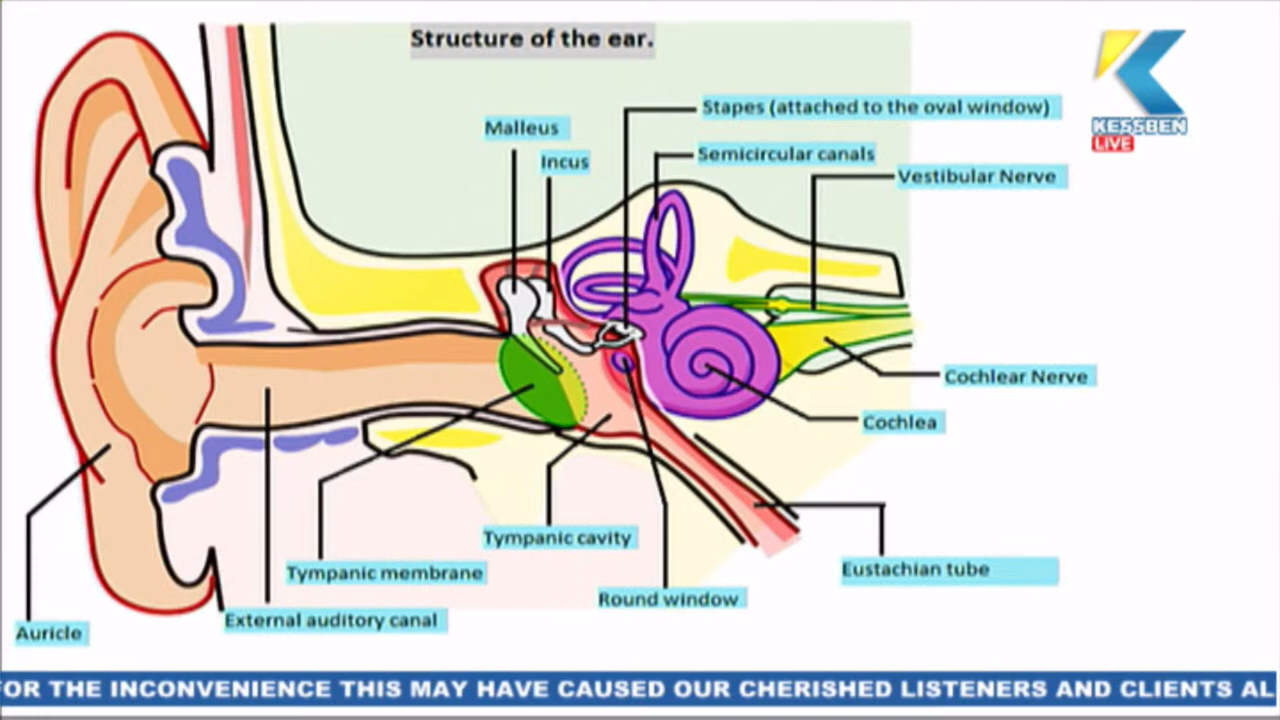 Structure of the ear.
Stapes (attached to the oval window)
Malleus
Semicircular canals
Incus
Vestibular Nerve
KESSBEN
LIVE
Cochlear Nerve
Cochlea
Tympanic cavity
Eustachian tube
Tympanic membrane
Round window
External auditory canal
Auricle
FOR THE INCONVENIENCE THIS MAY HAVE CAUSED OUR CHERISHED LISTENERS AND CLIENTS AL